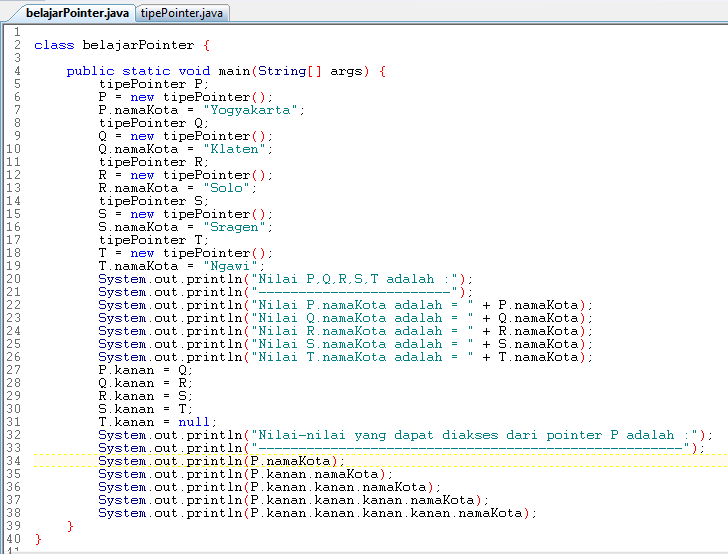 belajarPointer.java tipePointer.java
1
2 class belajarPointer {
3
4 public static void main(String[] args) {
5 tipePointer P;
6 P = new tipePointer();
7 P.namaKota = "Yogyakarta";
8 tipePointer Q;
9 Q = new tipePointer();
10 Q.namaKota = "Klaten";
11 tipePointer R;
12 R = new tipePointer();
13 R.namaKota = "Solo";
14 tipePointer S;
15 S = new tipePointer();
16 S.namaKota = "Sragen";
17 tipePointer T;
18 T = new tipePointer();
19 T.namaKota = "Ngawi";
20 System.out.println("Nilai P,Q,R,S,T adalah :");
21 System.out.println("------------------------");
22 System.out.println("Nilai P.namaKota adalah = " + P.namaKota);
23 System.out.println("Nilai Q.namaKota adalah = " + Q.namaKota);
24 System.out.println("Nilai R.namaKota adalah = " + R.namaKota);
25 System.out.println("Nilai S.namaKota adalah = " + S.namaKota);
26 System.out.println("Nilai T.namaKota adalah = " + T.namaKota);
27 P.kanan = Q;
28 Q.kanan = R;
29 R.kanan = S;
30 S.kanan = T;
31 T.kanan = null;
32 System.out.println("Nilai-nilai yang dapat diakses dari pointer P adalah :");
33 System.out.println("-----------------------------------------------------");
34 System.out.println(P.namaKota);
35 System.out.println(P.kanan.namaKota);
36 System.out.println(P.kanan.kanan.namaKota);
37 System.out.println(P.kanan.kanan.kanan.namaKota);
38 System.out.println(P.kanan.kanan.kanan.kanan.namaKota);
39 }
40 }
41